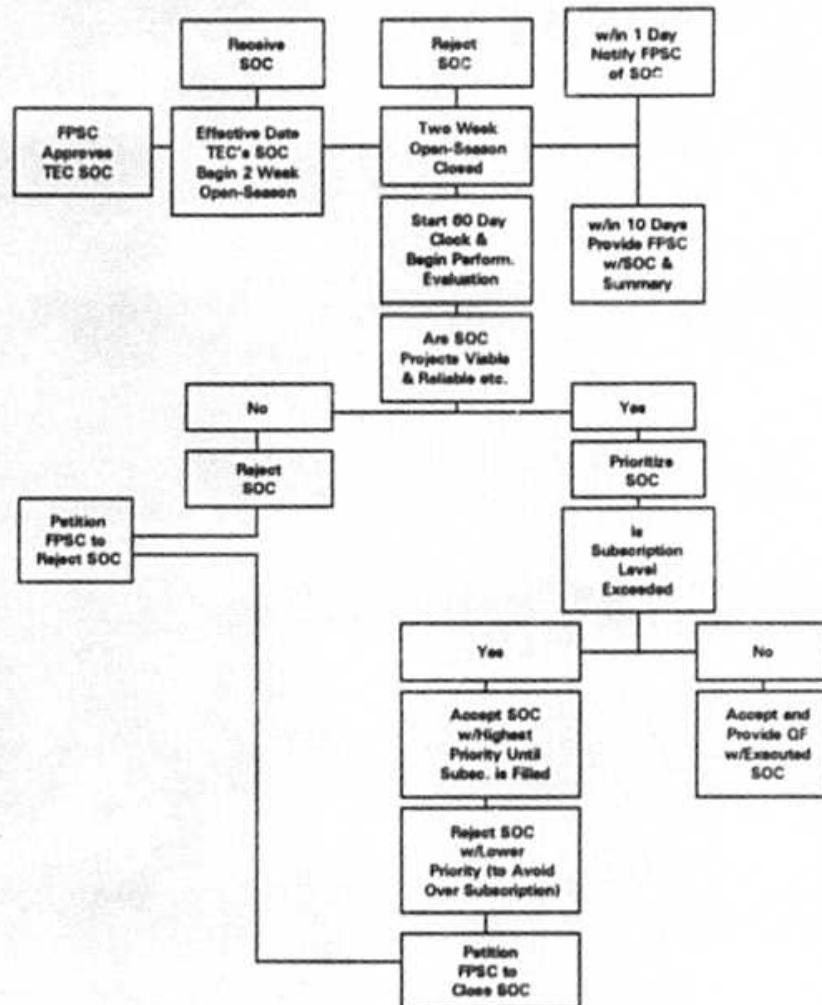 Receive
SOC
Reject
SOC
w/in 1 Day
Notify FPSC
of SOC
FPSC
Approves
TEC SOC
Effective Date
TEC's SOC
Begin 2 Week
Open-Season
Two Week
Open-Season
Closed
Start 60 Day
Clock &
Begin Perform.
Evaluation
w/in 10 Days
Provide FPSC
w/SOC &
Summary
Are SOC
Projects Viable
& Reliable etc.
No
Yes
Reject
SOC
Prioritize
SOC
Petition
FPSC to
Reject SOC
Is
Subscription
Level
Exceeded
Yes
No
Accept SOC
w/Highest
Priority Until
Subsc. is Filled
Accept and
Provide QF
w/Executed
SOC
Reject SOC
w/Lower
Priority (to Avoid
Over Subscription)
Petition
FPSC to
Close SOC